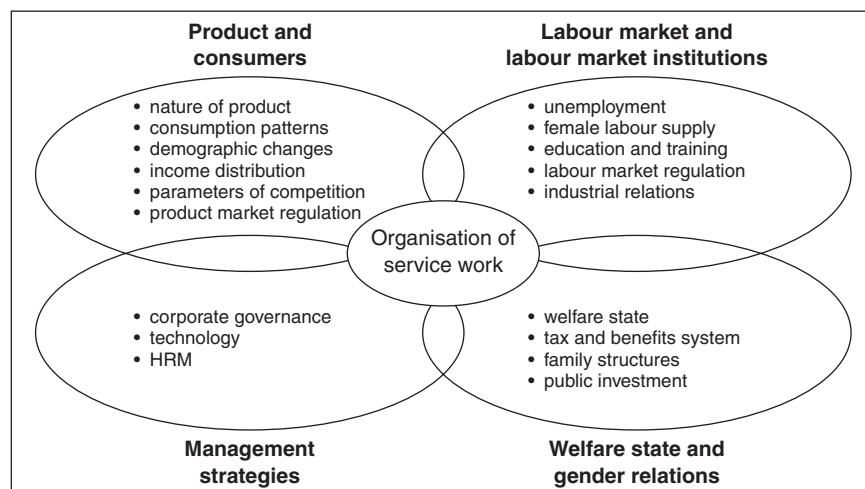 Product and
consumers
Labour market and
labour market institutions
• nature of product
• consumption patterns
• demographic changes
• income distribution
• parameters of competition
• product market regulation
• unemployment
• female labour supply
• education and training
• labour market regulation
• industrial relations
Organisation of
service work
• corporate governance
• technology
• HRM
• welfare state
• tax and benefits system
• family structures
• public investment
Management
strategies
Welfare state and
gender relations